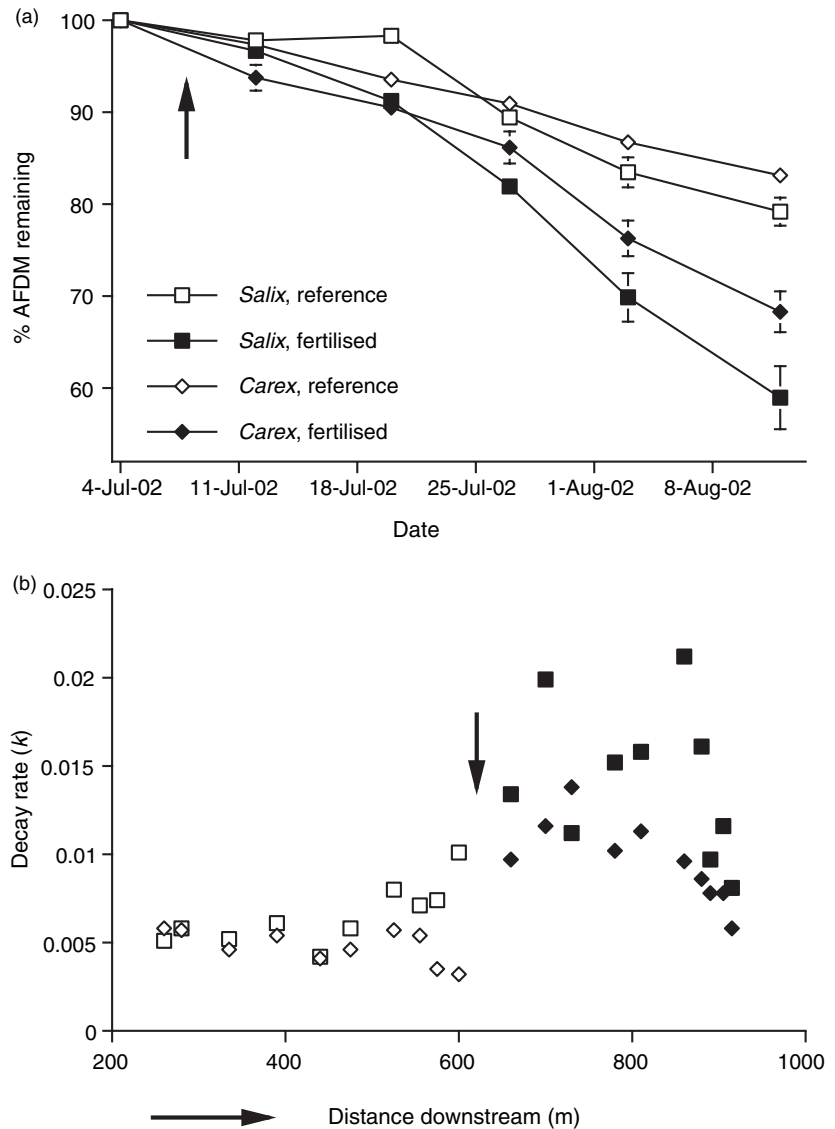 (a)
100
90
80
70
60
% AFDM remaining
Salix, reference
Salix, fertilised
Carex, reference
Carex, fertilised
4-Jul-02 11-Jul-02 18-Jul-02 25-Jul-02 1-Aug-02 8-Aug-02
Date
(b)
0.025
0.02
0.015
0.01
0.005
0
Decay rate (k)
200 400 600 800 1000
Distance downstream (m)